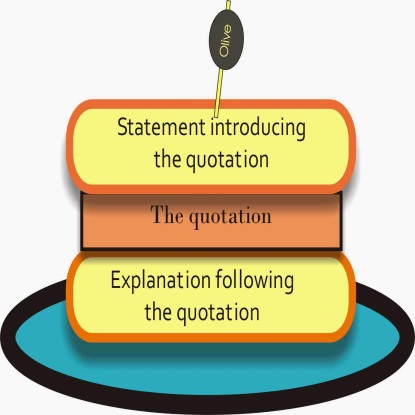 Olive
Statement introducing
the quotation
The quotation
Explanation following
the quotation